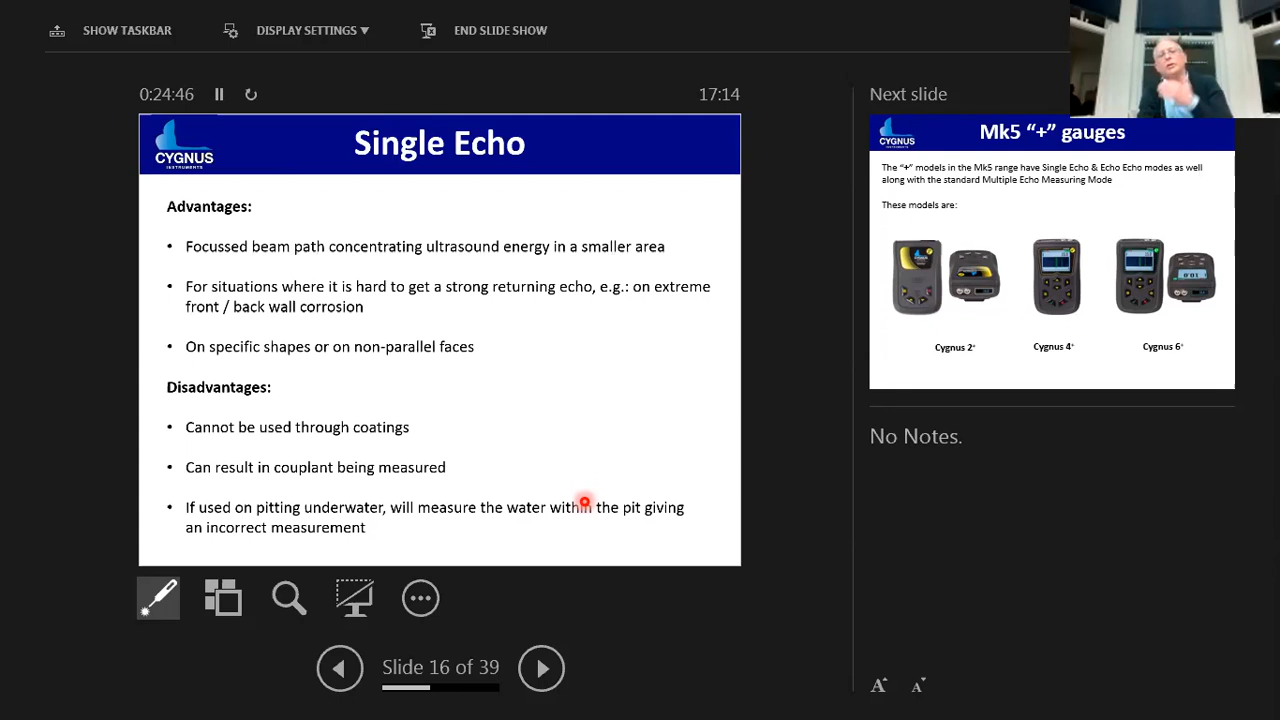 SHOW TASKBAR
DISPLAY SETTINGS
END SLIDE SHOW
0:24:46
17:14
CYGNUS
INSTRUMENTS
Single Echo
Advantages:
• Focussed beam path concentrating ultrasound energy in a smaller area
• For situations where it is hard to get a strong returning echo, e.g.: on extreme
front / back wall corrosion
• On specific shapes or on non-parallel faces
Disadvantages:
• Cannot be used through coatings
• Can result in couplant being measured
• If used on pitting underwater, will measure the water within the pit giving
an incorrect measurement
Slide 16 of 39
Next slide
CYGNUS
INSTRUMENTS
Mk5 “+” gauges
The “+” models in the Mk5 range have Single Echo & Echo Echo modes as well
along with the standard Multiple Echo Measuring Mode
These models are:
Cygnus 2+
Cygnus 4+
Cygnus 6+
No Notes.
A
A